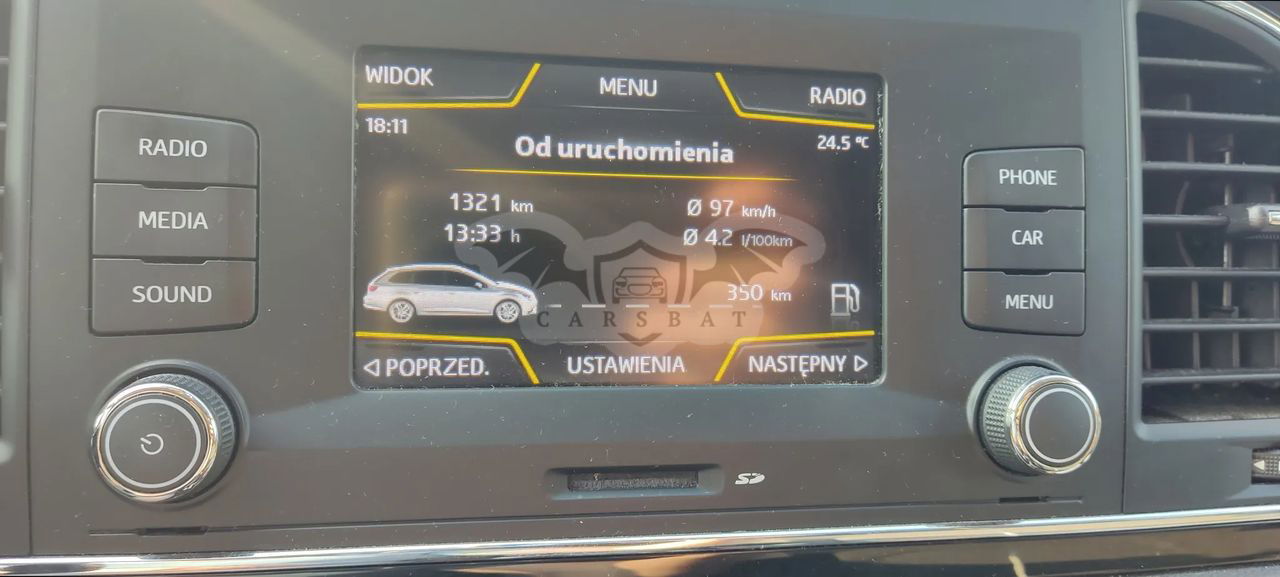 WIDOK
MENU
RADIO
18:11
24.5 °C
Od uruchomienia
1321 km
Ø 97 km/h
13:33 h
Ø 4.2 l/100km
350 km
CARSBAT
◁ POPRZED.
USTAWIENIA
NASTĘPNY ▷
RADIO
MEDIA
SOUND
PHONE
CAR
MENU
SD